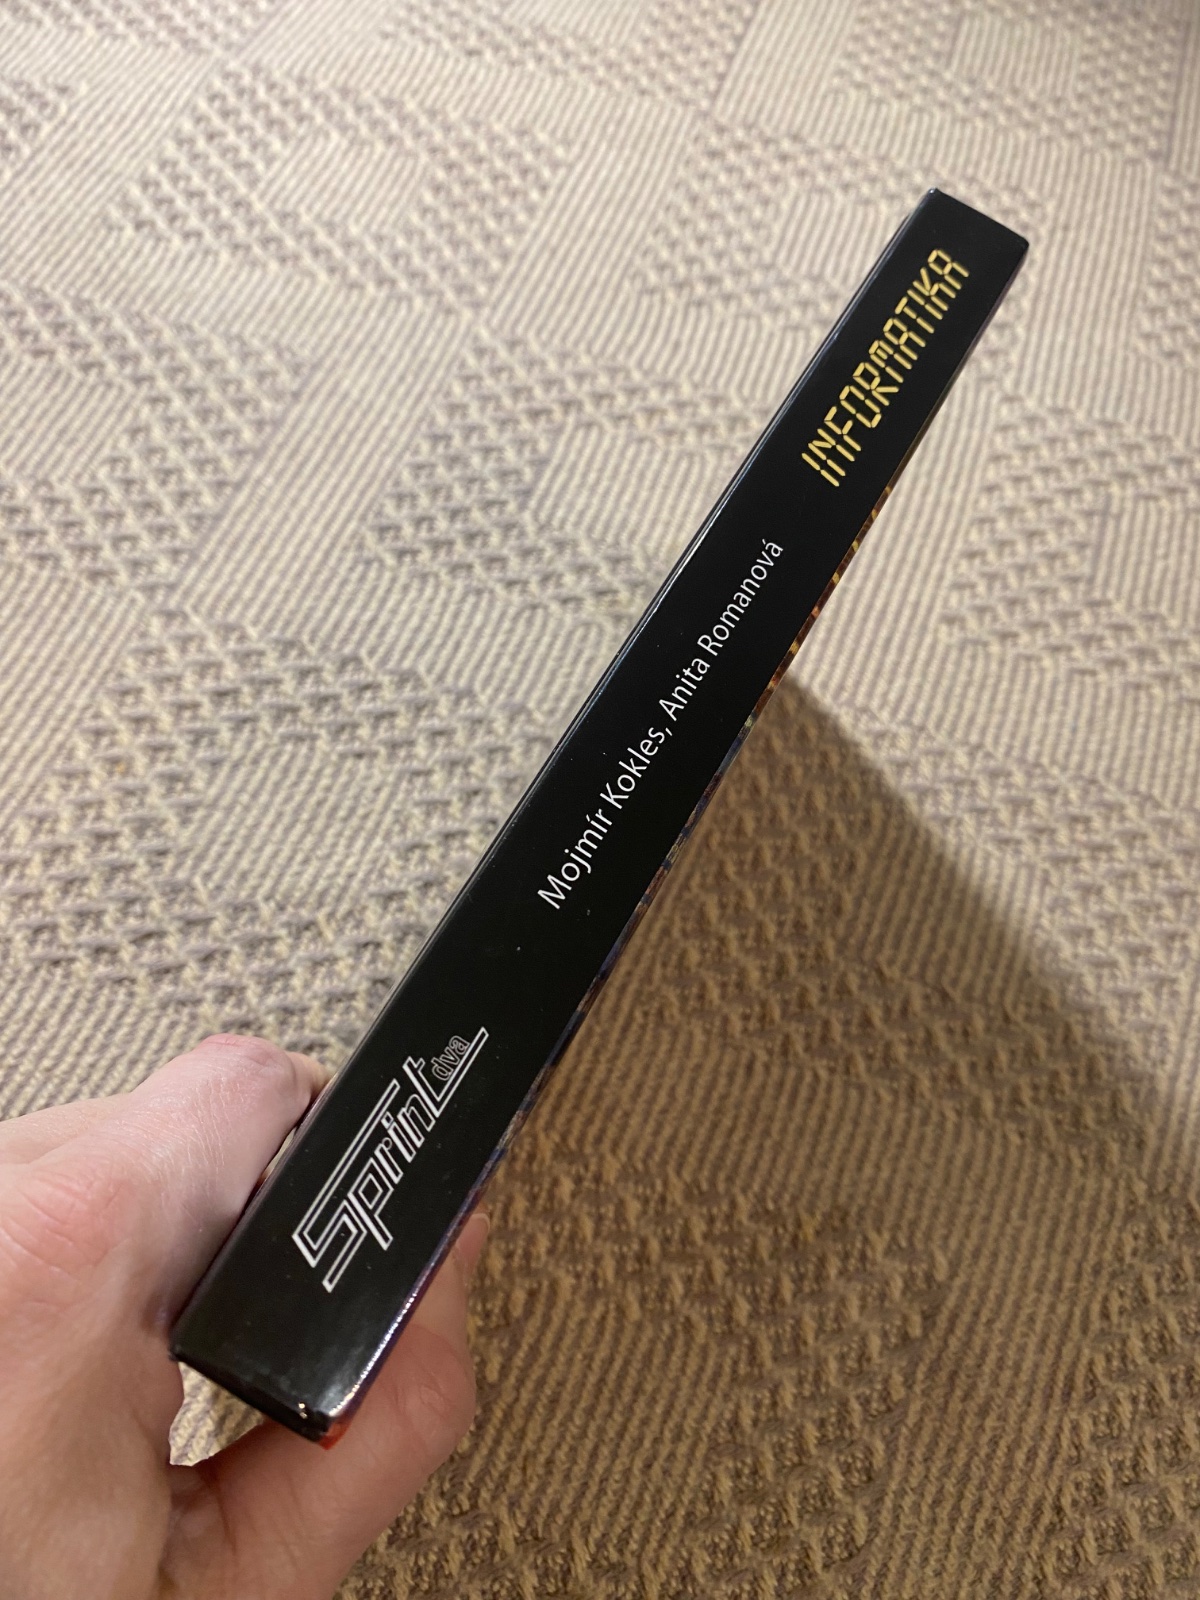 INFORMATIKA
Mojmír Kokles, Anita Romanová
Sprint dva